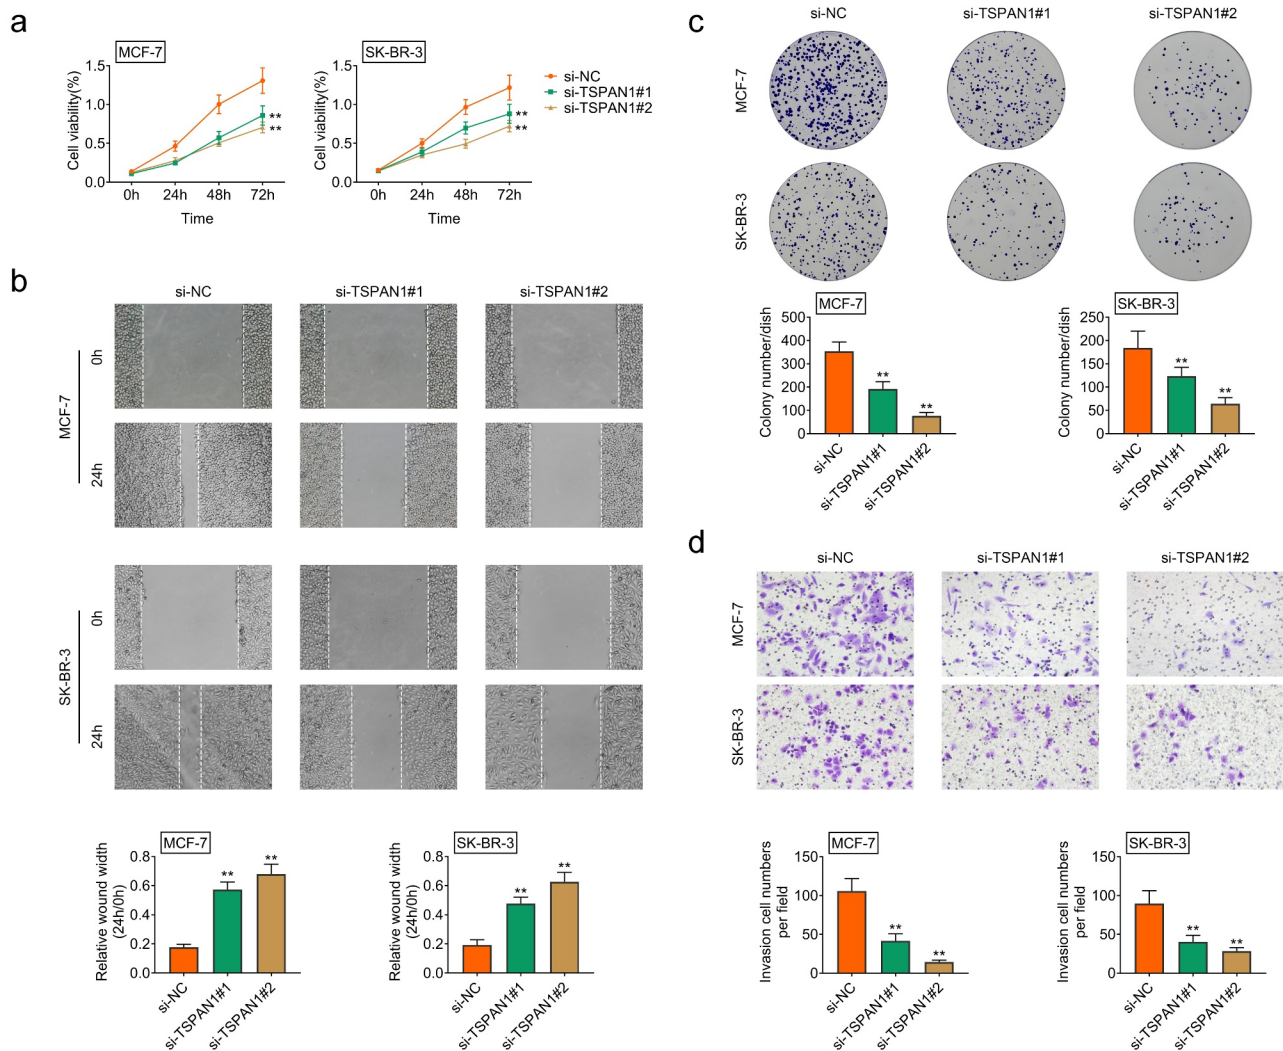 a
MCF-7
Cell viability(%)
1.5
1.0
0.5
0.0
0h 24h 48h 72h
Time
**
**
SK-BR-3
Cell viability(%)
1.5
1.0
0.5
0.0
0h 24h 48h 72h
Time
**
**
si-NC
si-TSPAN1#1
si-TSPAN1#2
b
si-NC si-TSPAN1#1 si-TSPAN1#2
MCF-7
0h
24h
SK-BR-3
0h
24h
MCF-7
Relative wound width
(24h/0h)
0.8
0.6
0.4
0.2
0.0
**
**
si-NC
si-TSPAN1#1
si-TSPAN1#2
SK-BR-3
Relative wound width
(24h/0h)
0.8
0.6
0.4
0.2
0.0
**
**
si-NC
si-TSPAN1#1
si-TSPAN1#2
c
si-NC si-TSPAN1#1 si-TSPAN1#2
MCF-7
SK-BR-3
MCF-7
Colony number/dish
500
400
300
200
100
0
**
**
si-NC
si-TSPAN1#1
si-TSPAN1#2
SK-BR-3
Colony number/dish
250
200
150
100
50
0
**
**
si-NC
si-TSPAN1#1
si-TSPAN1#2
d
si-NC si-TSPAN1#1 si-TSPAN1#2
MCF-7
SK-BR-3
MCF-7
Invasion cell numbers
per field
150
100
50
0
**
**
si-NC
si-TSPAN1#1
si-TSPAN1#2
SK-BR-3
Invasion cell numbers
per field
150
100
50
0
**
**
si-NC
si-TSPAN1#1
si-TSPAN1#2